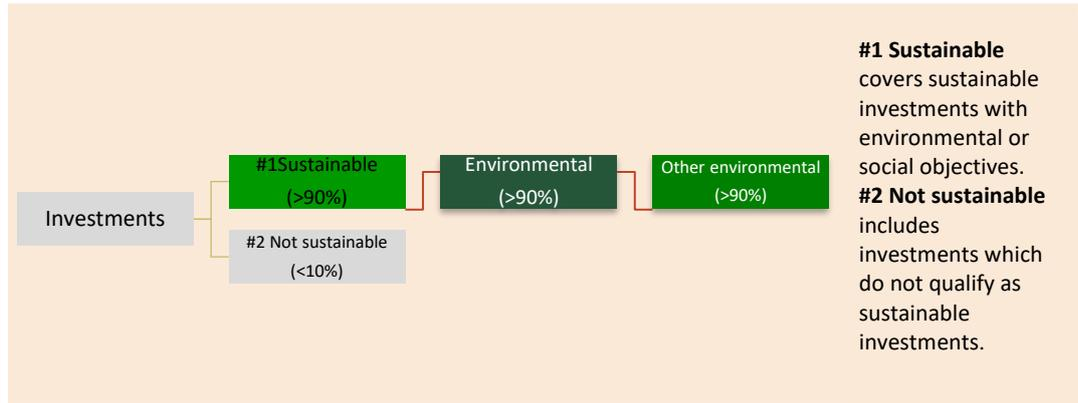 Investments
#1Sustainable
(>90%)
#2 Not sustainable
(<10%)
Environmental
(>90%)
Other environmental
(>90%)
#1 Sustainable
covers sustainable
investments with
environmental or
social objectives.
#2 Not sustainable
includes
investments which
do not qualify as
sustainable
investments.